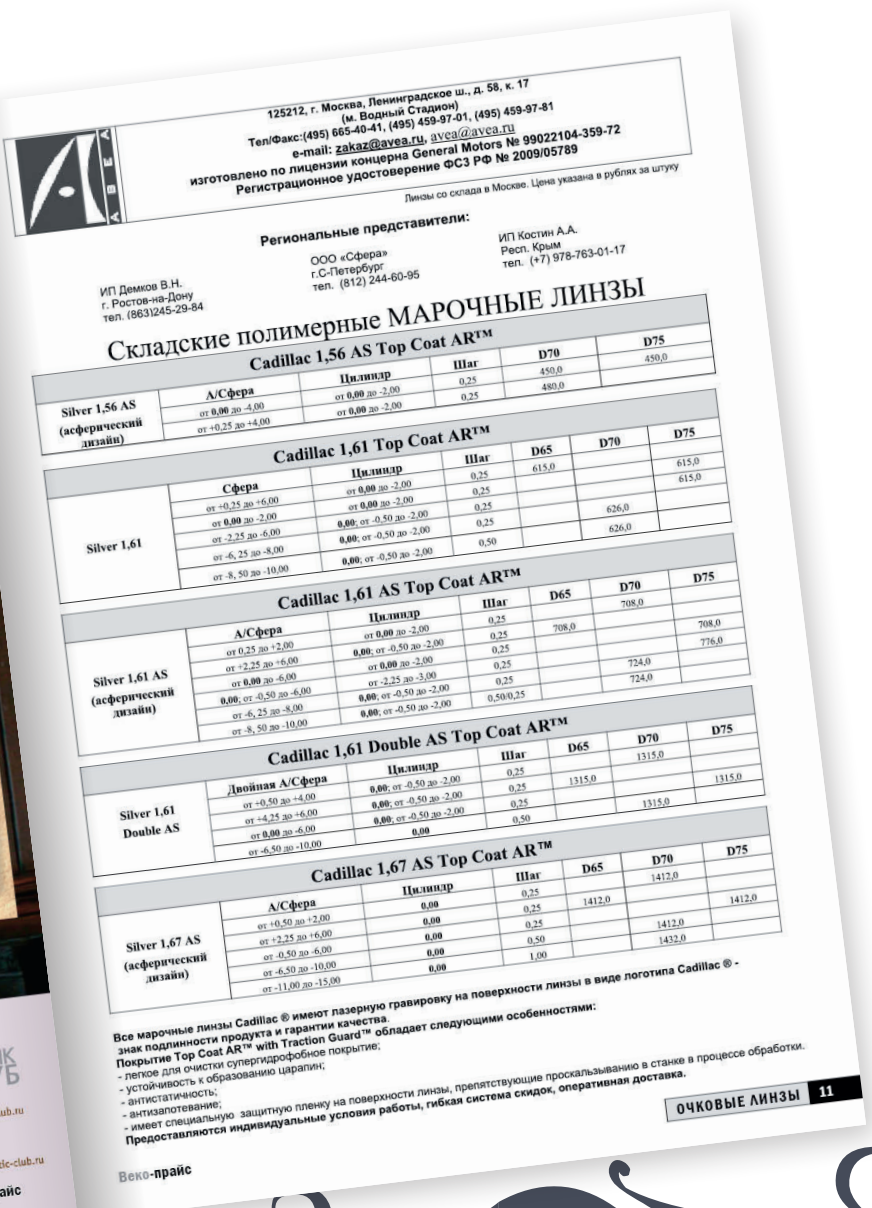 АВЕА
125212, г. Москва, Ленинградское ш., д. 58, к. 17
(м. Водный Стадион)
Тел/Факс:(495) 665-40-41, (495) 459-97-01, (495) 459-97-81
e-mail: zakaz@avea.ru, avea@avea.ru
изготовлено по лицензии концерна General Motors № 99022104-359-72
Регистрационное удостоверение ФСЗ РФ № 2009/05789
Линзы со склада в Москве. Цена указана в рублях за штуку
Региональные представители:
ИП Демков В.Н.
г. Ростов-на-Дону
тел. (863)245-29-84
ООО «Сфера»
г.С-Петербург
тел. (812) 244-60-95
ИП Костин А.А.
Респ. Крым
тел. (+7) 978-763-01-17
Складские полимерные МАРОЧНЫЕ ЛИНЗЫ
Cadillac 1,56 AS Top Coat AR™
Silver 1,56 AS
(асферический
дизайн)
А/Сфера Цилиндр Шаг D70 D75
от 0,00 до -4,00 от 0,00 до -2,00 0,25 450,0 450,0
от +0,25 до +4,00 от 0,00 до -2,00 0,25 480,0
Cadillac 1,61 Top Coat AR™
Silver 1,61
Сфера Цилиндр Шаг D65 D70 D75
от +0,25 до +6,00 от 0,00 до -2,00 0,25 615,0
от 0,00 до -2,00 от 0,00 до -2,00 0,25 615,0
от -2,25 до -6,00 0,00; от -0,50 до -2,00 0,25 615,0
от -6, 25 до -8,00 0,00; от -0,50 до -2,00 0,25 626,0
от -8, 50 до -10,00 0,00; от -0,50 до -2,00 0,50 626,0
Cadillac 1,61 AS Top Coat AR™
Silver 1,61 AS
(асферический
дизайн)
А/Сфера Цилиндр Шаг D65 D70 D75
от 0,25 до +2,00 от 0,00 до -2,00 0,25 708,0
от +2,25 до +6,00 0,00; от -0,50 до -2,00 0,25 708,0
от 0,00 до -6,00 от 0,00 до -2,00 0,25 708,0
0,00; от -0,50 до -6,00 от -2,25 до -3,00 0,25 776,0
от -6, 25 до -8,00 0,00; от -0,50 до -2,00 0,25 724,0
от -8, 50 до -10,00 0,00; от -0,50 до -2,00 0,50/0,25 724,0
Cadillac 1,61 Double AS Top Coat AR™
Silver 1,61
Double AS
Двойная А/Сфера Цилиндр Шаг D65 D70 D75
от +0,50 до +4,00 0,00; от -0,50 до -2,00 0,25 1315,0
от +4,25 до +6,00 0,00; от -0,50 до -2,00 0,25 1315,0
от 0,00 до -6,00 0,00; от -0,50 до -2,00 0,25 1315,0
от -6,50 до -10,00 0,00 0,50 1315,0
Cadillac 1,67 AS Top Coat AR™
Silver 1,67 AS
(асферический
дизайн)
А/Сфера Цилиндр Шаг D65 D70 D75
от +0,50 до +2,00 0,00 0,25 1412,0
от +2,25 до +6,00 0,00 0,25 1412,0
от -0,50 до -6,00 0,00 0,25 1412,0
от -6,50 до -10,00 0,00 0,50 1412,0
от -11,00 до -15,00 0,00 1,00 1432,0
Все марочные линзы Cadillac ® имеют лазерную гравировку на поверхности линзы в виде логотипа Cadillac ® -
знак подлинности продукта и гарантии качества.
Покрытие Top Coat AR™ with Traction Guard™ обладает следующими особенностями:
- легкое для очистки супергидрофобное покрытие;
- устойчивость к образованию царапин;
- антистатичность;
- антизапотевание;
- имеет специальную защитную пленку на поверхности линзы, препятствующие проскальзыванию в станке в процессе обработки.
Предоставляются индивидуальные условия работы, гибкая система скидок, оперативная доставка.
ОЧКОВЫЕ ЛИНЗЫ 11
Веко-прайс
ub.ru
tic-club.ru
айс